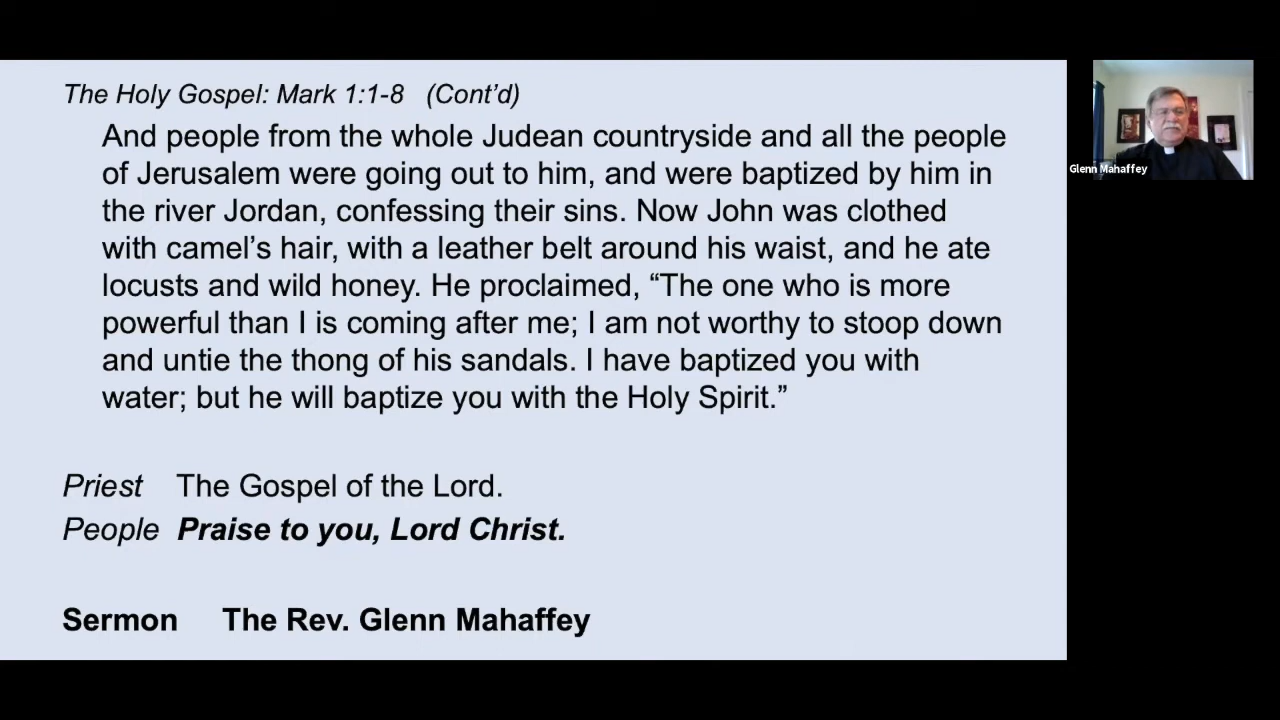 The Holy Gospel: Mark 1:1-8 (Cont’d)
And people from the whole Judean countryside and all the people
of Jerusalem were going out to him, and were baptized by him in
the river Jordan, confessing their sins. Now John was clothed
with camel’s hair, with a leather belt around his waist, and he ate
locusts and wild honey. He proclaimed, “The one who is more
powerful than I is coming after me; I am not worthy to stoop down
and untie the thong of his sandals. I have baptized you with
water; but he will baptize you with the Holy Spirit.”
Priest The Gospel of the Lord.
People Praise to you, Lord Christ.
Sermon The Rev. Glenn Mahaffey
Glenn Mahaffey